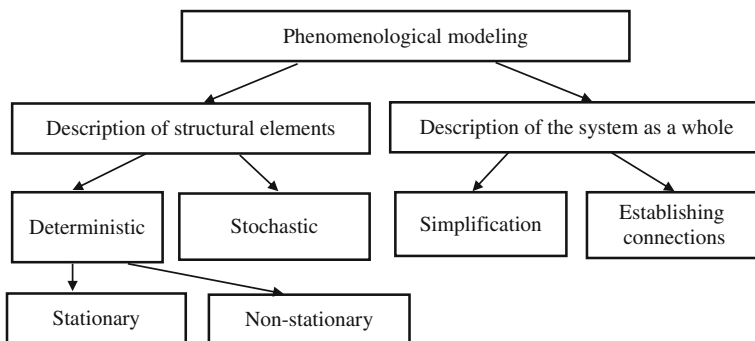 Phenomenological modeling
Description of structural elements
Description of the system as a whole
Deterministic
Stochastic
Simplification
Establishing
connections
Stationary
Non-stationary